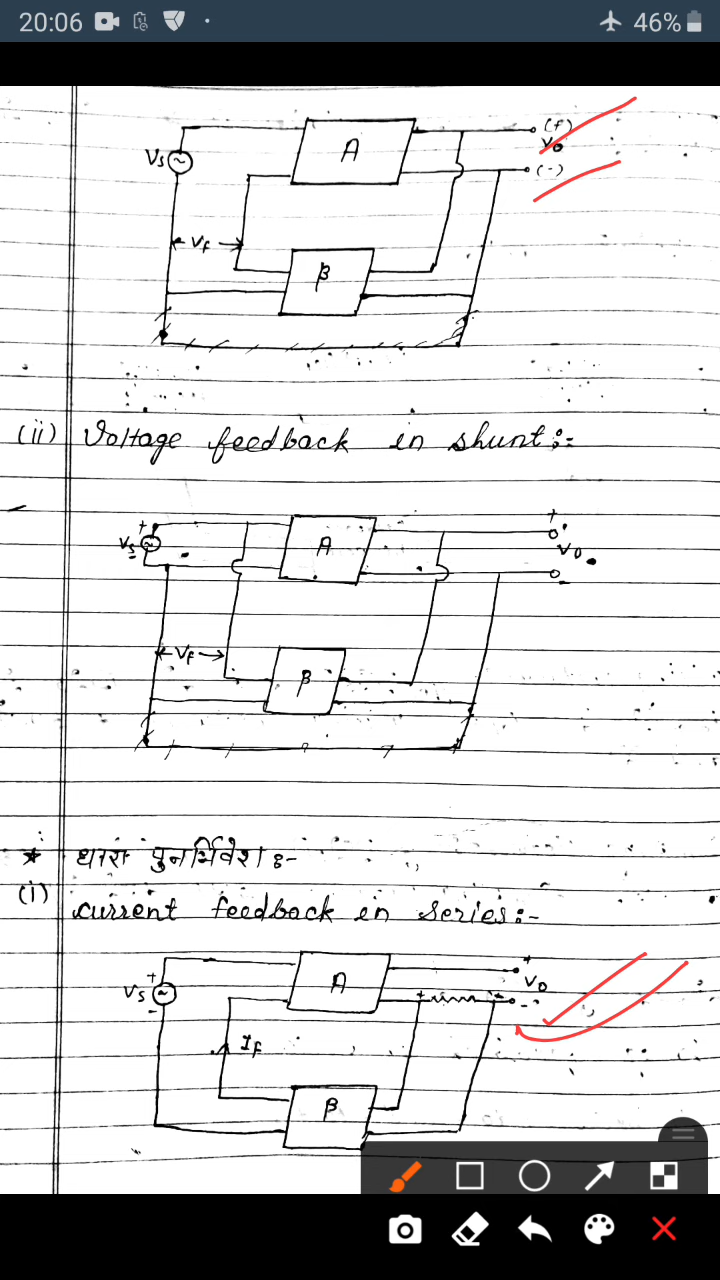 20:06
46%
(f)
A
Vs
Vo
(-)
← Vf →
β
(ii) Voltage feedback in shunt :-
+
+
A
Vs
Vo
-
-
← Vf →
β
* धारा पुनर्निवेश :-
(i) current feedback in series :-
+
+
A
Vo
Vs
+
-
-
-
If
β